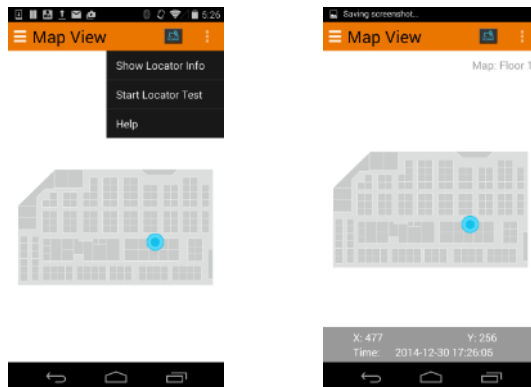 5:26
Map View
Show Locator Info
Start Locator Test
Help
Saving screenshot...
Map View
Map: Floor 1
X: 477 Y: 256
Time: 2014-12-30 17:26:05